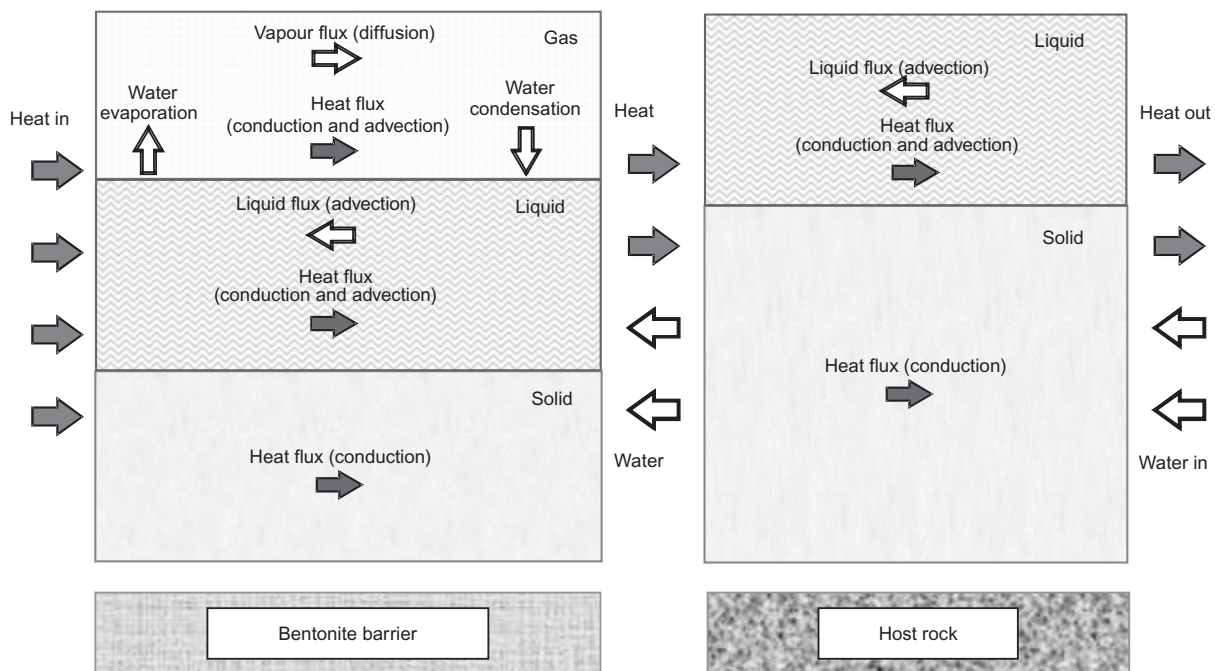 Vapour flux (diffusion)
Gas
Water
evaporation
Heat flux
(conduction and advection)
Water
condensation
Heat in
Liquid flux (advection)
Liquid
Heat flux
(conduction and advection)
Solid
Heat flux (conduction)
Bentonite barrier
Heat
Water
Liquid
Liquid flux (advection)
Heat flux
(conduction and advection)
Heat out
Solid
Heat flux (conduction)
Water in
Host rock